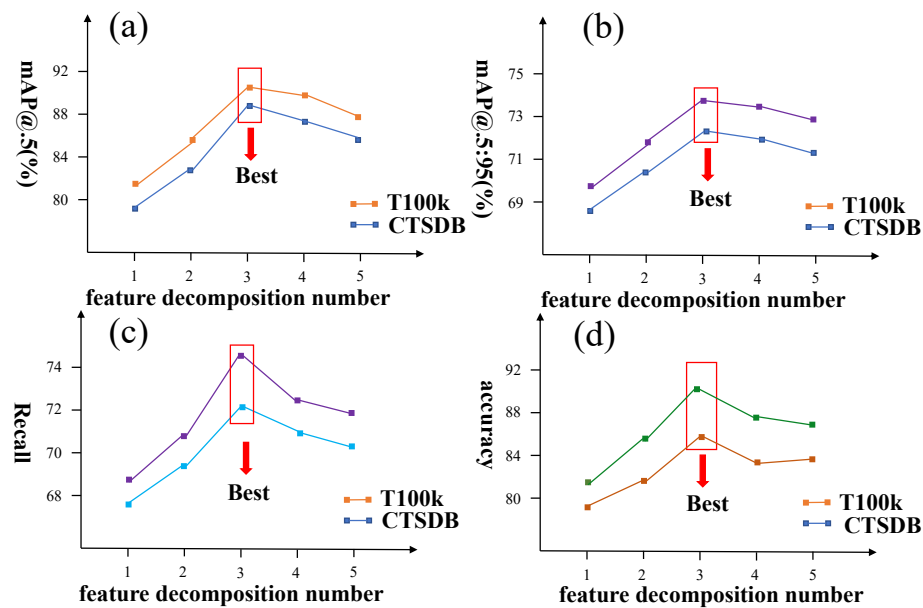 (a)
mAP@.5(%)
92
88
84
80
Best
T100k
CTSDB
1 2 3 4 5
feature decomposition number
(b)
mAP@.5:95(%)
75
73
71
69
Best
T100k
CTSDB
1 2 3 4 5
feature decomposition number
(c)
Recall
74
72
70
68
Best
T100k
CTSDB
1 2 3 4 5
feature decomposition number
(d)
accuracy
92
88
84
80
Best
T100k
CTSDB
1 2 3 4 5
feature decomposition number